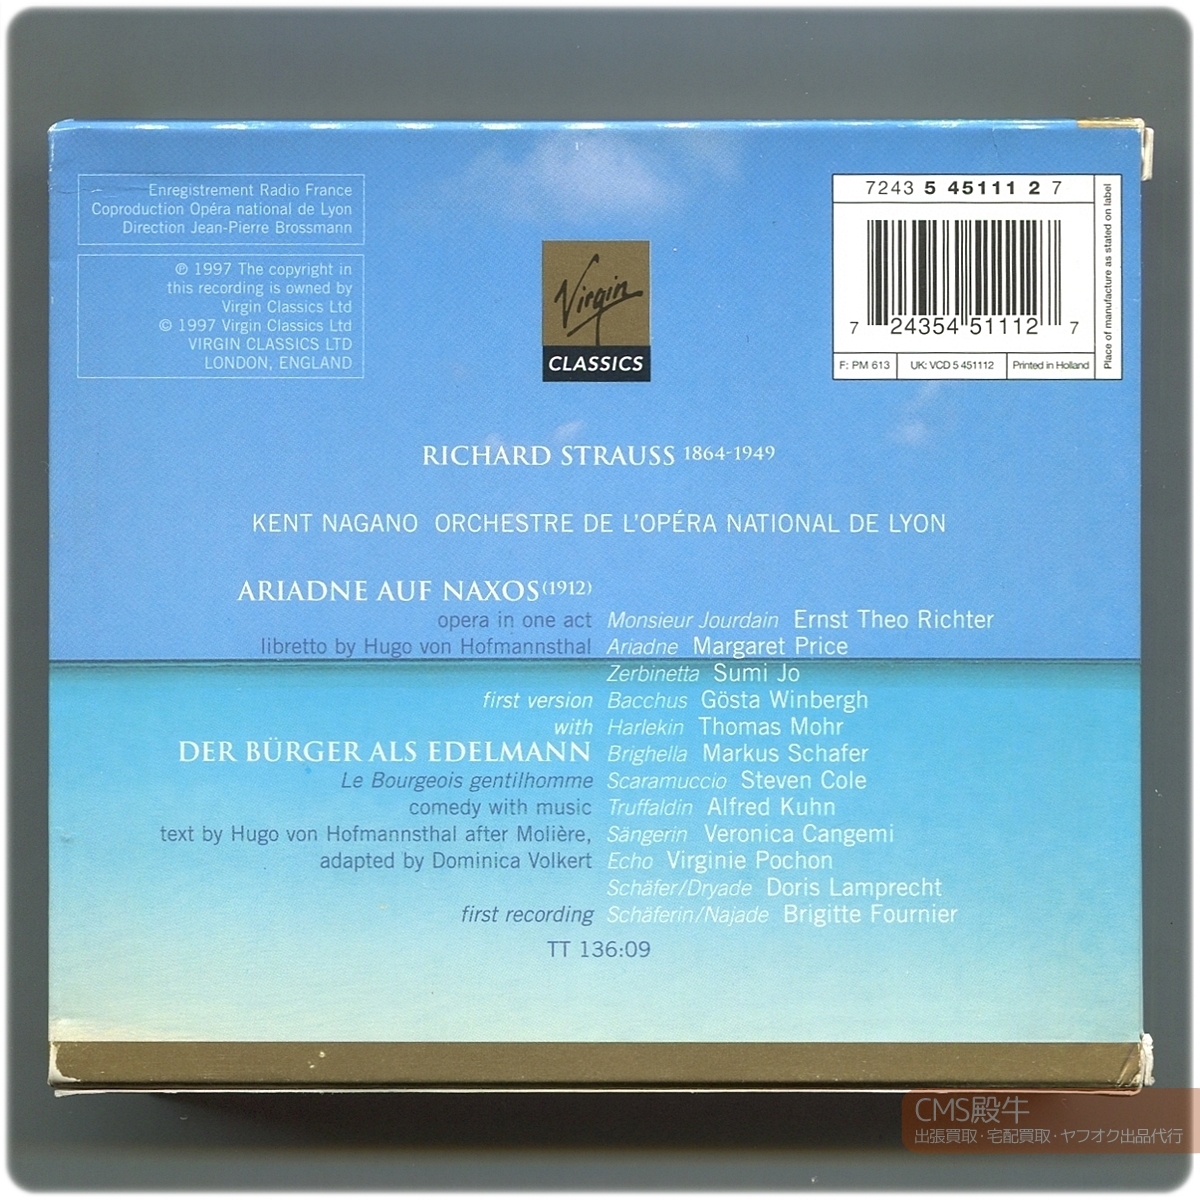 Enregistrement Radio France
Coproduction Opéra national de Lyon
Direction Jean-Pierre Brossmann
℗ 1997 The copyright in
this recording is owned by
Virgin Classics Ltd
© 1997 Virgin Classics Ltd
VIRGIN CLASSICS LTD
LONDON, ENGLAND
Virgin
CLASSICS
7243 5 45111 2 7
7 24354 51112 7
F: PM 613 UK: VCD 5 451112 Printed in Holland
Place of manufacture as stated on label
RICHARD STRAUSS 1864-1949
KENT NAGANO ORCHESTRE DE L'OPÉRA NATIONAL DE LYON
ARIADNE AUF NAXOS (1912)
opera in one act
libretto by Hugo von Hofmannsthal
first version
with
DER BÜRGER ALS EDELMANN
Le Bourgeois gentilhomme
comedy with music
text by Hugo von Hofmannsthal after Molière,
adapted by Dominica Volkert
first recording
Monsieur Jourdain Ernst Theo Richter
Ariadne Margaret Price
Zerbinetta Sumi Jo
Bacchus Gösta Winbergh
Harlekin Thomas Mohr
Brighella Markus Schafer
Scaramuccio Steven Cole
Truffaldin Alfred Kuhn
Sängerin Veronica Cangemi
Echo Virginie Pochon
Schäfer/Dryade Doris Lamprecht
Schäferin/Najade Brigitte Fournier
TT 136:09
CMS殿牛
出張買取・宅配買取・ヤフオク出品代行